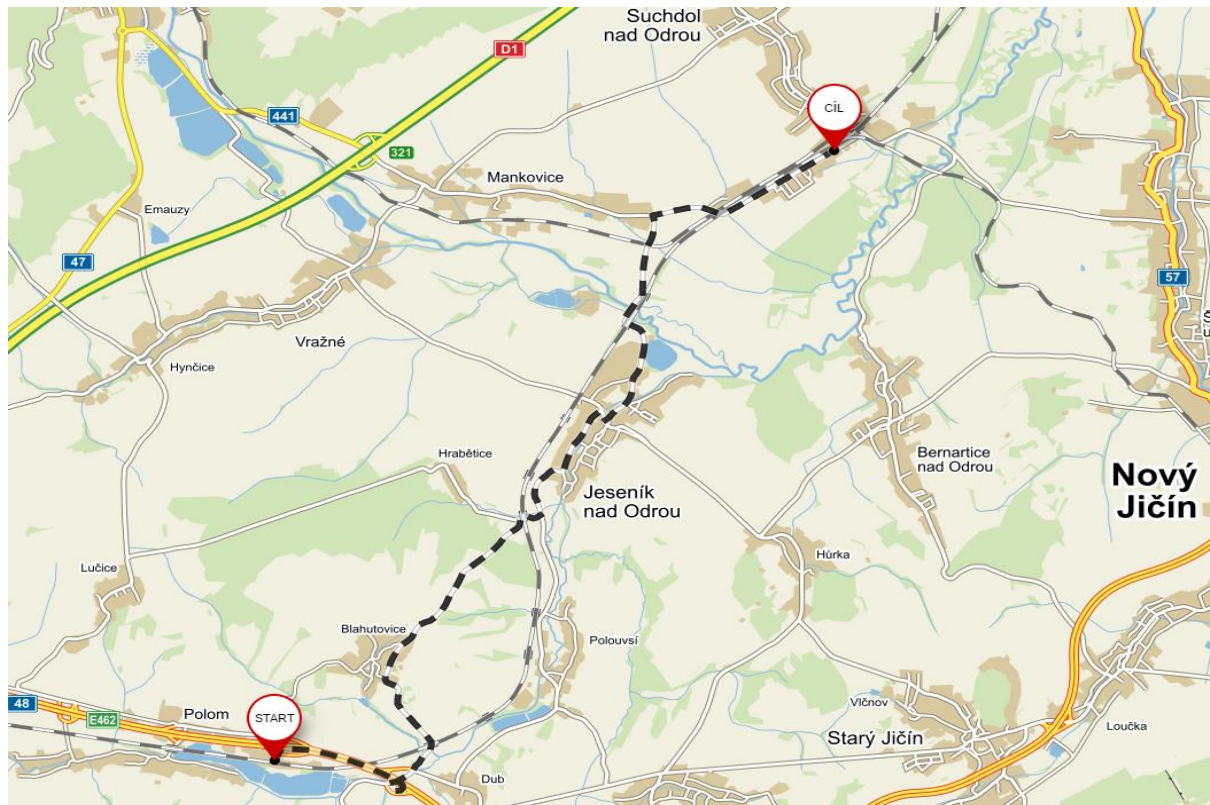 Suchdol
nad Odrou
D1
CÍL
441
321
Mankovice
Emauzy
47
57
Vražné
Hynčice
Hrabětice
Bernartice
nad Odrou
Nový
Jičín
Jeseník
nad Odrou
Hůrka
Lučice
Blahutovice
Polouvsí
48
E462
Polom
START
Vlčnov
Starý Jičín
Loučka
Dub